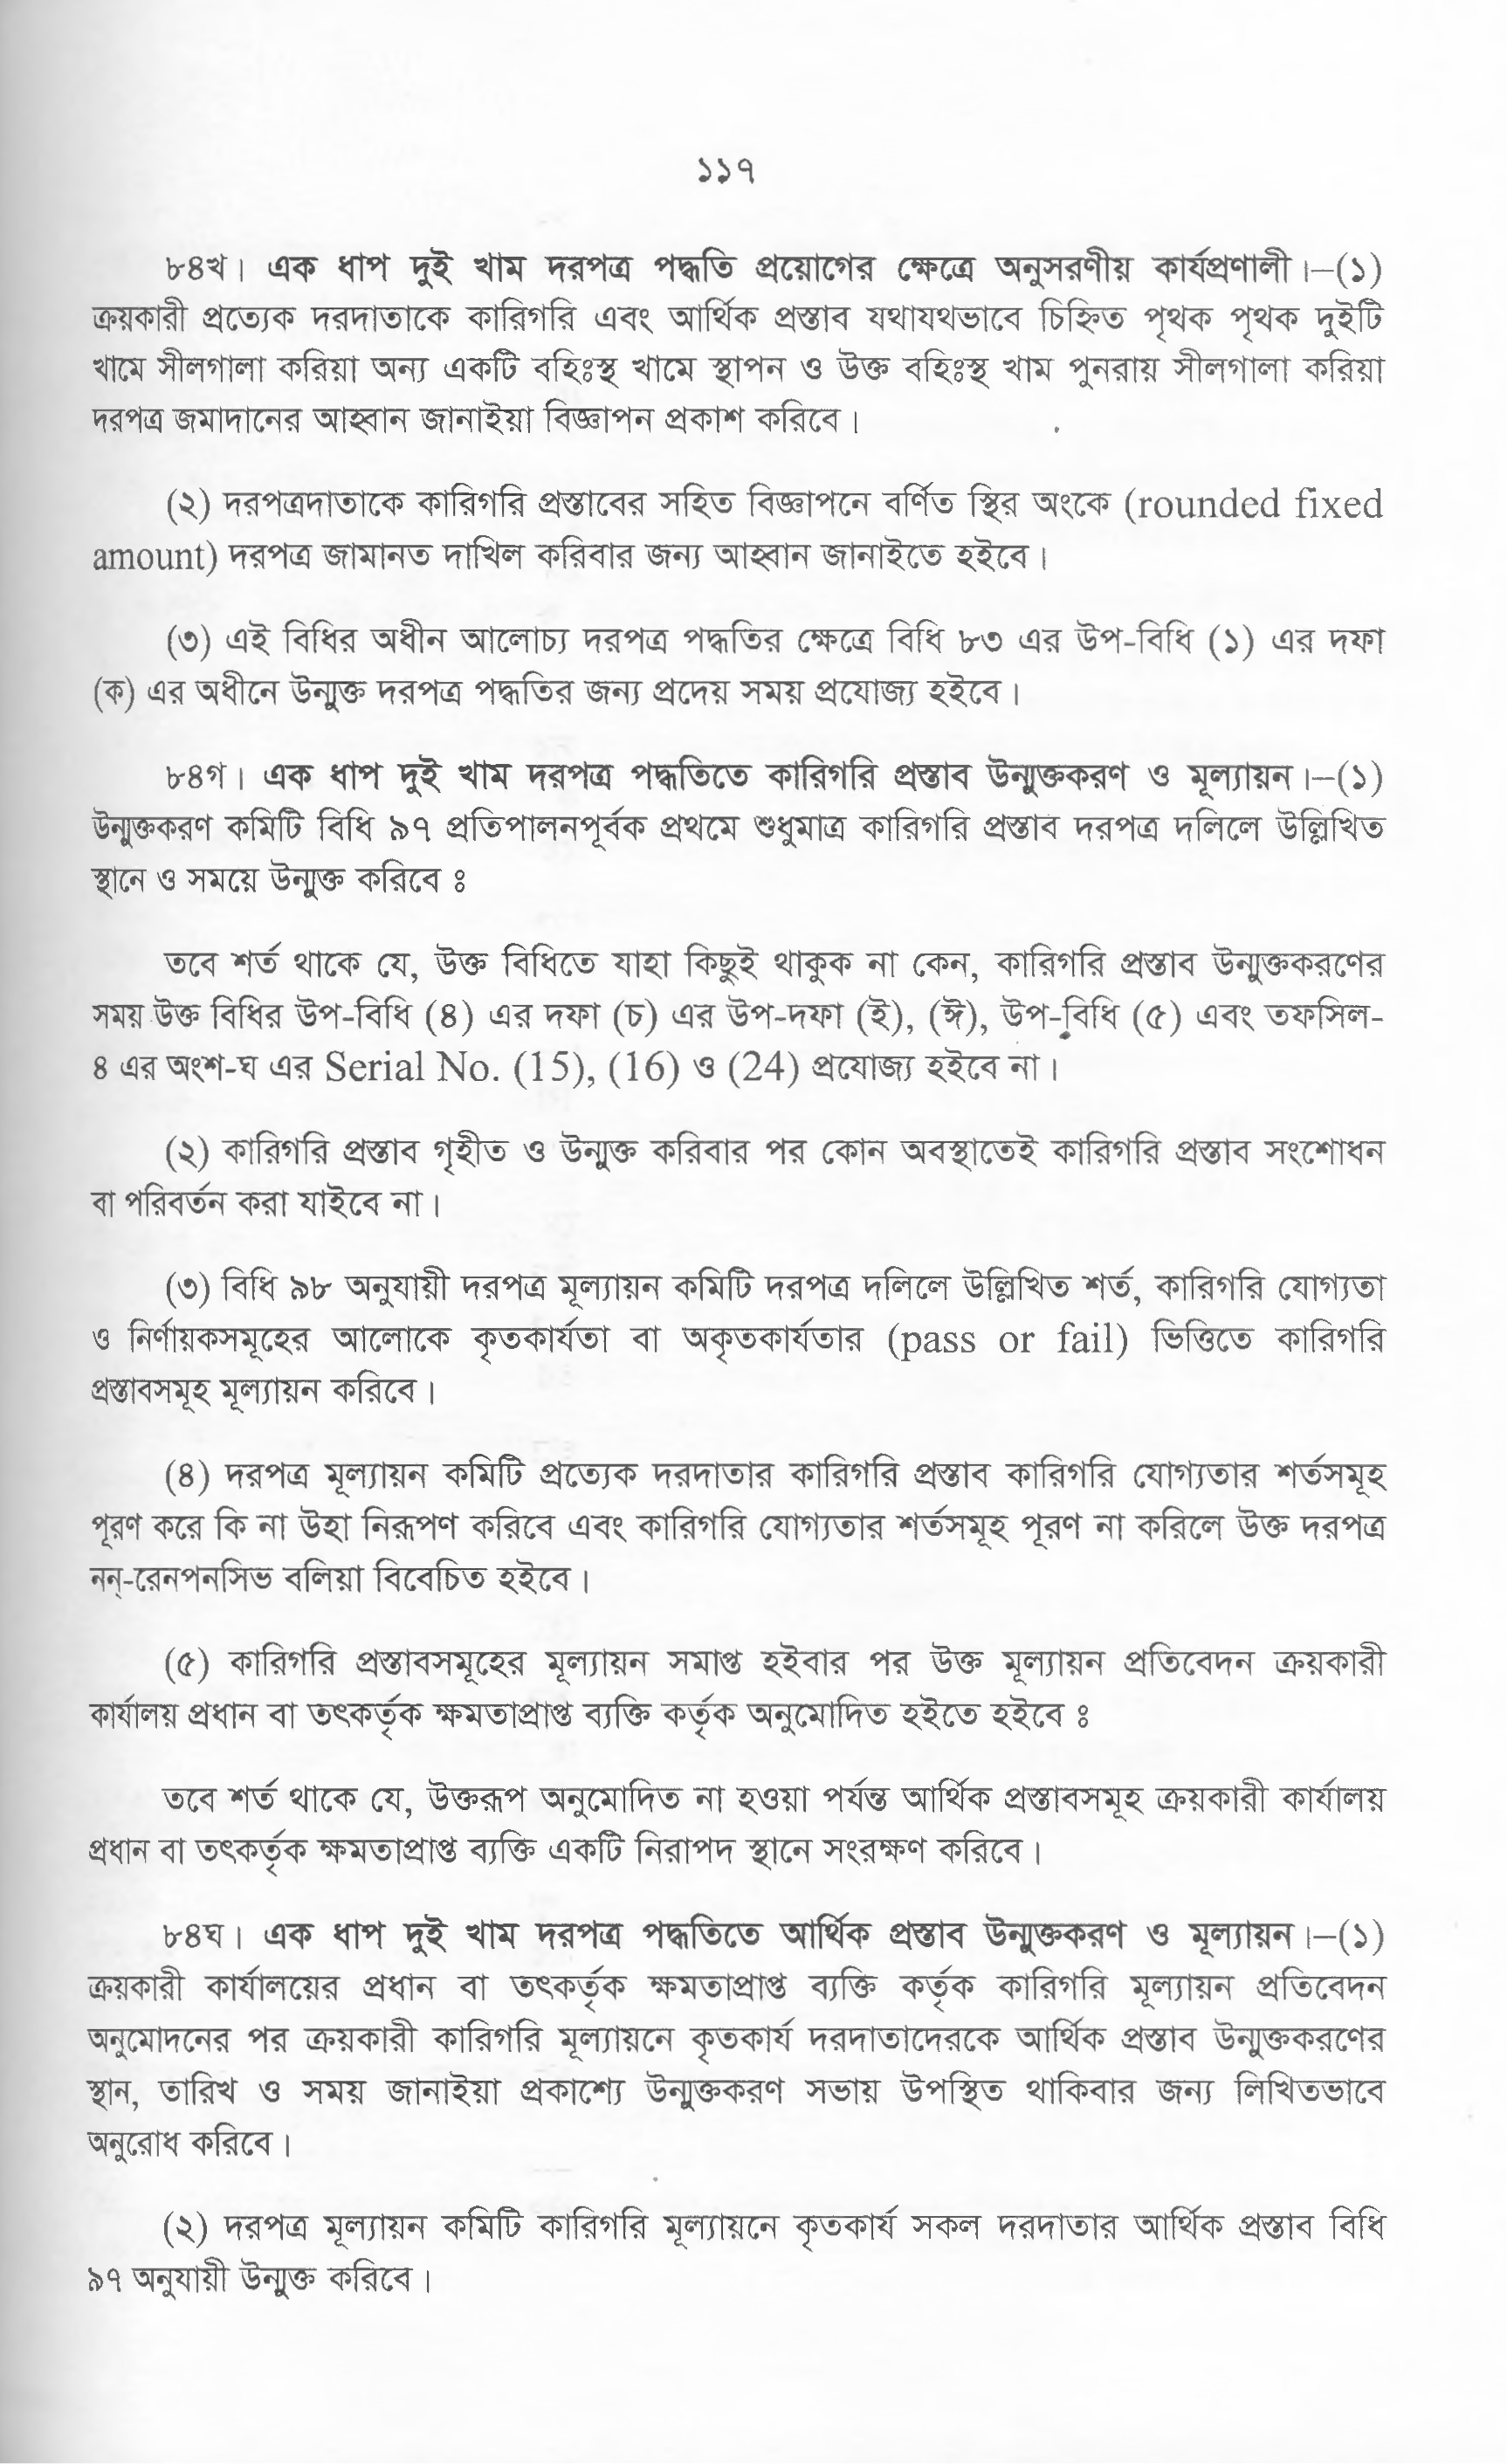 ১১৭
৮৪খ। এক ধাপ দুই খাম দরপত্র পদ্ধতি প্রয়োগের ক্ষেত্রে অনুসরণীয় কার্যপ্রণালী।–(১)
ক্রয়কারী প্রত্যেক দরদাতাকে কারিগরি এবং আর্থিক প্রস্তাব যথাযথভাবে চিহ্নিত পৃথক পৃথক দুইটি
খামে সীলগালা করিয়া অন্য একটি বহিঃস্থ খামে স্থাপন ও উক্ত বহিঃস্থ খাম পুনরায় সীলগালা করিয়া
দরপত্র জমাদানের আহ্বান জানাইয়া বিজ্ঞাপন প্রকাশ করিবে।
(২) দরপত্রদাতাকে কারিগরি প্রস্তাবের সহিত বিজ্ঞাপনে বর্ণিত স্থির অংকে (rounded fixed
amount) দরপত্র জামানত দাখিল করিবার জন্য আহ্বান জানাইতে হইবে।
(৩) এই বিধির অধীন আলোচ্য দরপত্র পদ্ধতির ক্ষেত্রে বিধি ৮৩ এর উপ-বিধি (১) এর দফা
(ক) এর অধীনে উন্মুক্ত দরপত্র পদ্ধতির জন্য প্রদেয় সময় প্রযোজ্য হইবে।
৮৪গ। এক ধাপ দুই খাম দরপত্র পদ্ধতিতে কারিগরি প্রস্তাব উন্মুক্তকরণ ও মূল্যায়ন।–(১)
উন্মুক্তকরণ কমিটি বিধি ৯৭ প্রতিপালনপূর্বক প্রথমে শুধুমাত্র কারিগরি প্রস্তাব দরপত্র দলিলে উল্লিখিত
স্থানে ও সময়ে উন্মুক্ত করিবে ঃ
তবে শর্ত থাকে যে, উক্ত বিধিতে যাহা কিছুই থাকুক না কেন, কারিগরি প্রস্তাব উন্মুক্তকরণের
সময় উক্ত বিধির উপ-বিধি (৪) এর দফা (চ) এর উপ-দফা (ই), (ঈ), উপ-বিধি (৫) এবং তফসিল-
৪ এর অংশ-ঘ এর Serial No. (15), (16) ও (24) প্রযোজ্য হইবে না।
(২) কারিগরি প্রস্তাব গৃহীত ও উন্মুক্ত করিবার পর কোন অবস্থাতেই কারিগরি প্রস্তাব সংশোধন
বা পরিবর্তন করা যাইবে না।
(৩) বিধি ৯৮ অনুযায়ী দরপত্র মূল্যায়ন কমিটি দরপত্র দলিলে উল্লিখিত শর্ত, কারিগরি যোগ্যতা
ও নির্ণায়কসমূহের আলোকে কৃতকার্যতা বা অকৃতকার্যতার (pass or fail) ভিত্তিতে কারিগরি
প্রস্তাবসমূহ মূল্যায়ন করিবে।
(৪) দরপত্র মূল্যায়ন কমিটি প্রত্যেক দরদাতার কারিগরি প্রস্তাব কারিগরি যোগ্যতার শর্তসমূহ
পূরণ করে কি না উহা নিরূপণ করিবে এবং কারিগরি যোগ্যতার শর্তসমূহ পূরণ না করিলে উক্ত দরপত্র
নন্-রেনপনসিভ বলিয়া বিবেচিত হইবে।
(৫) কারিগরি প্রস্তাবসমূহের মূল্যায়ন সমাপ্ত হইবার পর উক্ত মূল্যায়ন প্রতিবেদন ক্রয়কারী
কার্যালয় প্রধান বা তৎকর্তৃক ক্ষমতাপ্রাপ্ত ব্যক্তি কর্তৃক অনুমোদিত হইতে হইবে ঃ
তবে শর্ত থাকে যে, উক্তরূপ অনুমোদিত না হওয়া পর্যন্ত আর্থিক প্রস্তাবসমূহ ক্রয়কারী কার্যালয়
প্রধান বা তৎকর্তৃক ক্ষমতাপ্রাপ্ত ব্যক্তি একটি নিরাপদ স্থানে সংরক্ষণ করিবে।
৮৪ঘ। এক ধাপ দুই খাম দরপত্র পদ্ধতিতে আর্থিক প্রস্তাব উন্মুক্তকরণ ও মূল্যায়ন।–(১)
ক্রয়কারী কার্যালয়ের প্রধান বা তৎকর্তৃক ক্ষমতাপ্রাপ্ত ব্যক্তি কর্তৃক কারিগরি মূল্যায়ন প্রতিবেদন
অনুমোদনের পর ক্রয়কারী কারিগরি মূল্যায়নে কৃতকার্য দরদাতাদেরকে আর্থিক প্রস্তাব উন্মুক্তকরণের
স্থান, তারিখ ও সময় জানাইয়া প্রকাশ্যে উন্মুক্তকরণ সভায় উপস্থিত থাকিবার জন্য লিখিতভাবে
অনুরোধ করিবে।
(২) দরপত্র মূল্যায়ন কমিটি কারিগরি মূল্যায়নে কৃতকার্য সকল দরদাতার আর্থিক প্রস্তাব বিধি
৯৭ অনুযায়ী উন্মুক্ত করিবে।